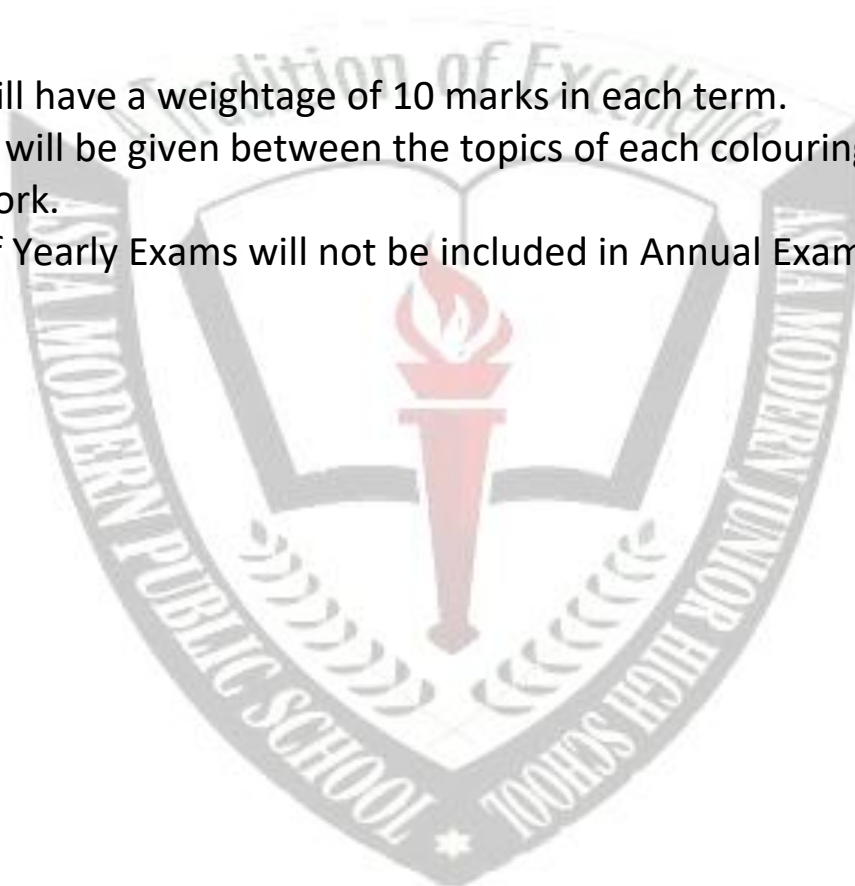 A Tradition of Excellence
ill have a weightage of 10 marks in each term.
will be given between the topics of each colouring
ork.
f Yearly Exams will not be included in Annual Exam
ASIA MODERN PUBLIC SCHOOL
ASIA MODERN JUNIOR HIGH SCHOOL